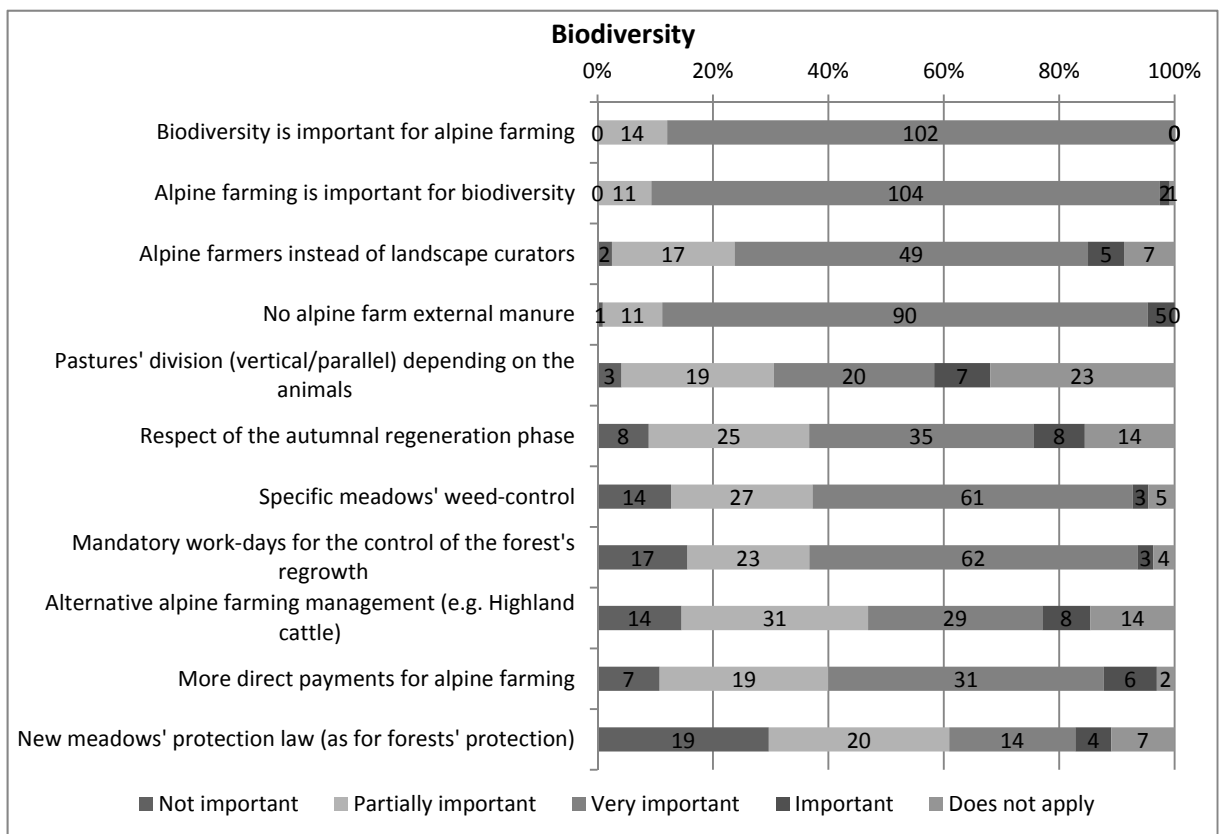 Biodiversity
0% 20% 40% 60% 80% 100%
Biodiversity is important for alpine farming 0 14 102 0 0
Alpine farming is important for biodiversity 0 11 104 2 1
Alpine farmers instead of landscape curators 2 17 49 5 7
No alpine farm external manure 1 11 90 5 0
Pastures' division (vertical/parallel) depending on the
animals 3 19 20 7 23
Respect of the autumnal regeneration phase 8 25 35 8 14
Specific meadows' weed-control 14 27 61 3 5
Mandatory work-days for the control of the forest's
regrowth 17 23 62 3 4
Alternative alpine farming management (e.g. Highland
cattle) 14 31 29 8 14
More direct payments for alpine farming 7 19 31 6 2
New meadows' protection law (as for forests' protection) 19 20 14 4 7
Not important Partially important Very important Important Does not apply